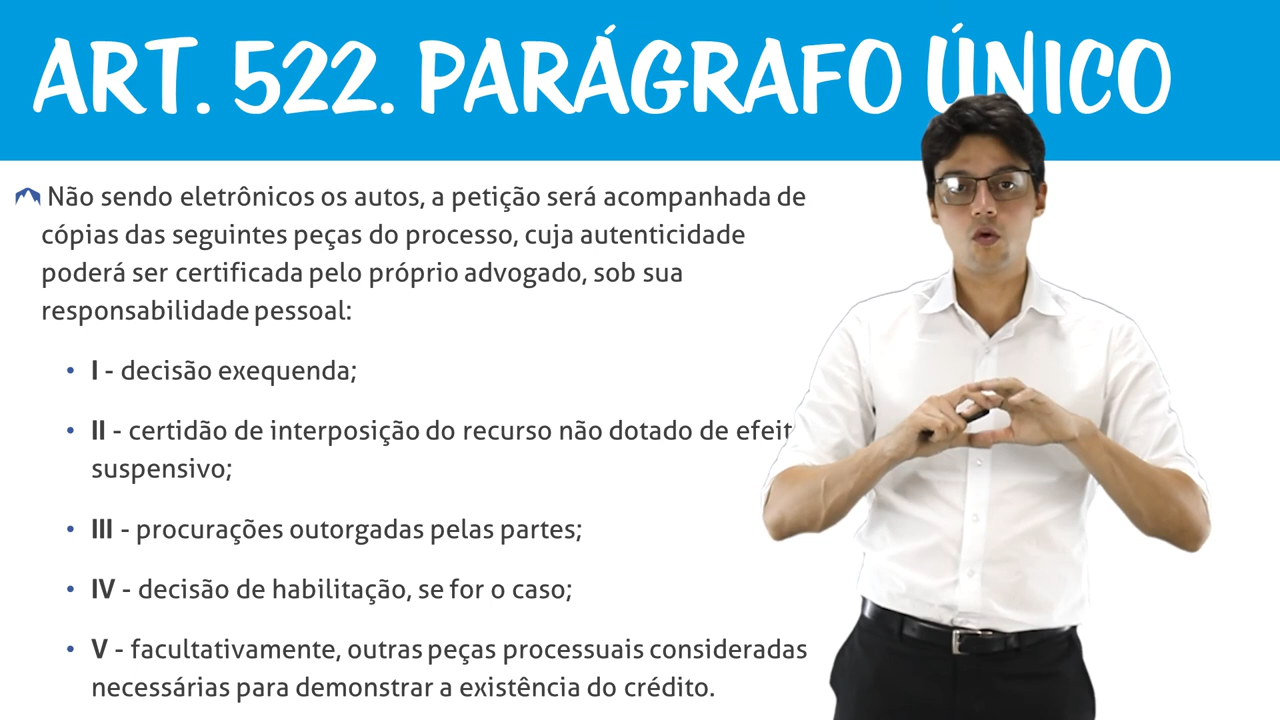 ART. 522. PARÁGRAFO ÚNICO
Não sendo eletrônicos os autos, a petição será acompanhada de
cópias das seguintes peças do processo, cuja autenticidade
poderá ser certificada pelo próprio advogado, sob sua
responsabilidade pessoal:
• I - decisão exequenda;
• II - certidão de interposição do recurso não dotado de efeit
suspensivo;
• III - procurações outorgadas pelas partes;
• IV - decisão de habilitação, se for o caso;
• V - facultativamente, outras peças processuais consideradas
necessárias para demonstrar a existência do crédito.